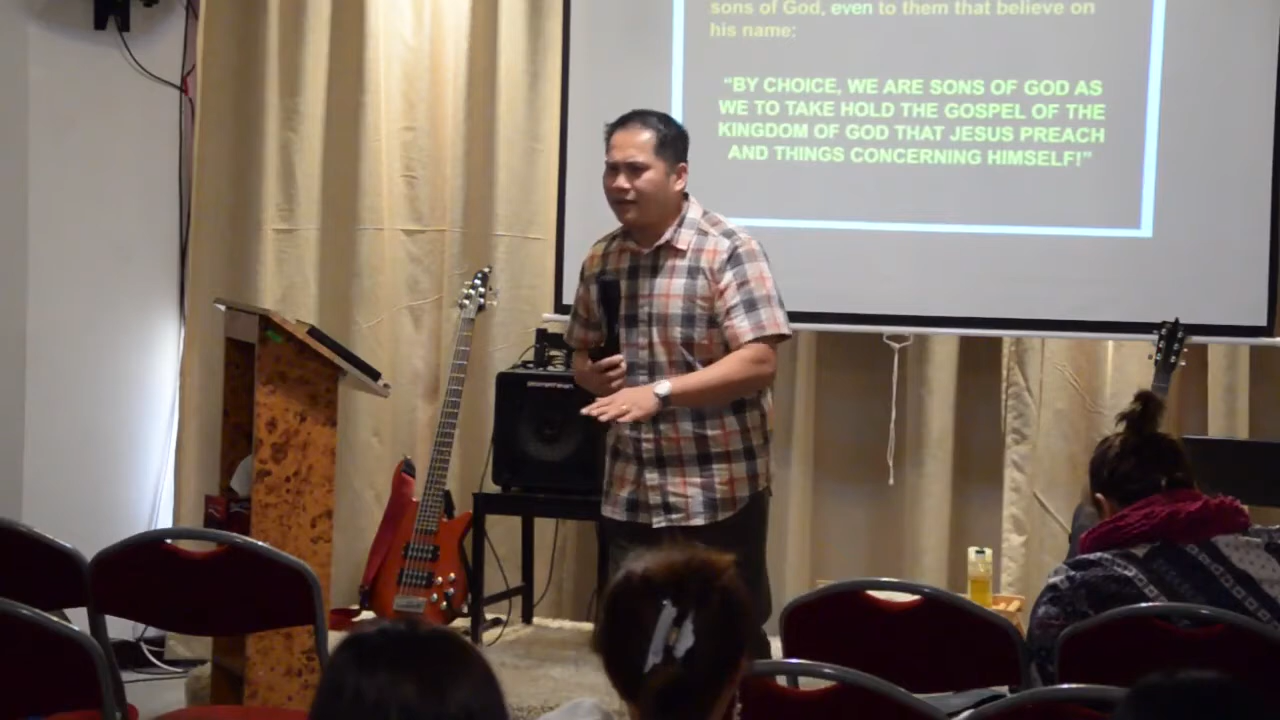 sons of God, even to them that believe on
his name:
“BY CHOICE, WE ARE SONS OF GOD AS
WE TO TAKE HOLD THE GOSPEL OF THE
KINGDOM OF GOD THAT JESUS PREACH
AND THINGS CONCERNING HIMSELF!”